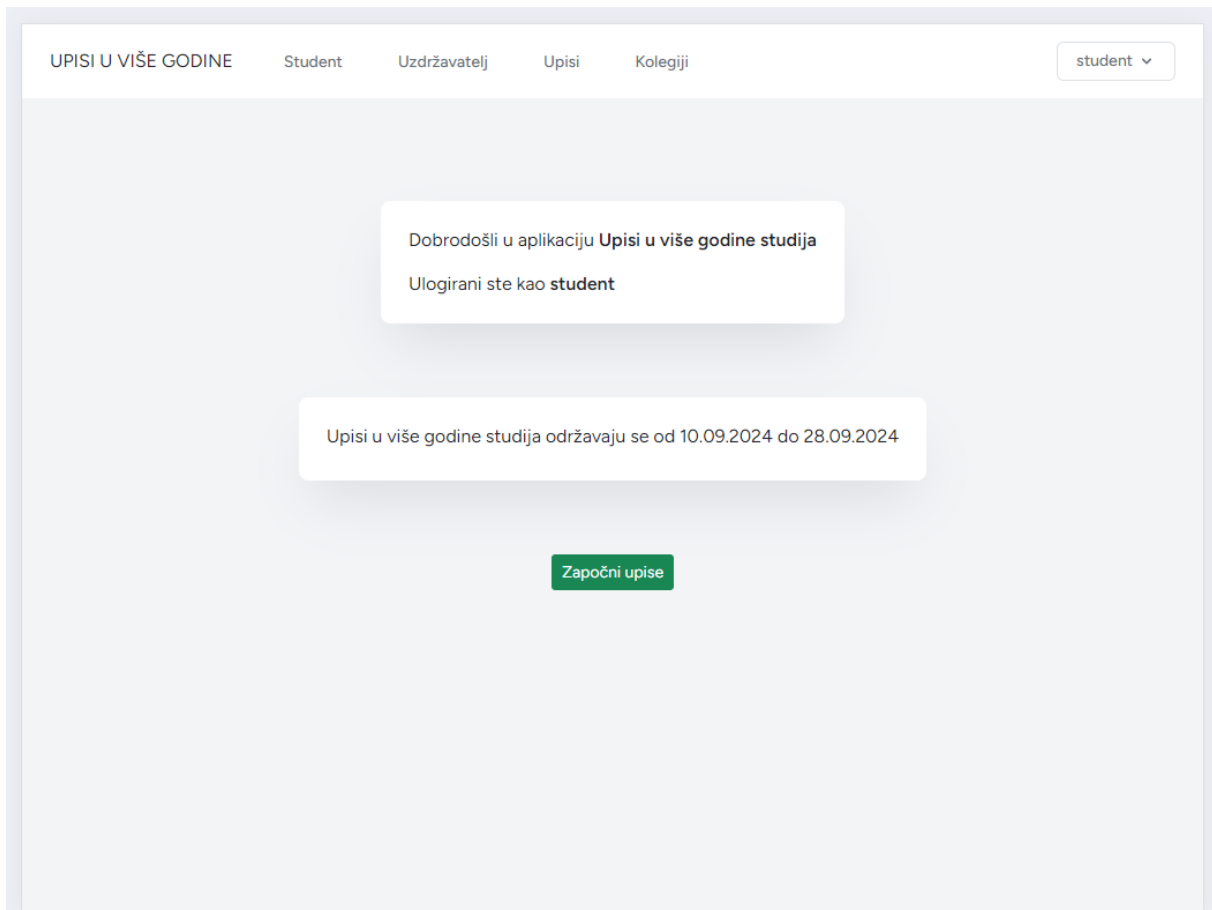 UPISI U VIŠE GODINE Student Uzdržavatelj Upisi Kolegiji student
Dobrodošli u aplikaciju Upisi u više godine studija
Ulogirani ste kao student
Upisi u više godine studija održavaju se od 10.09.2024 do 28.09.2024
Započni upise